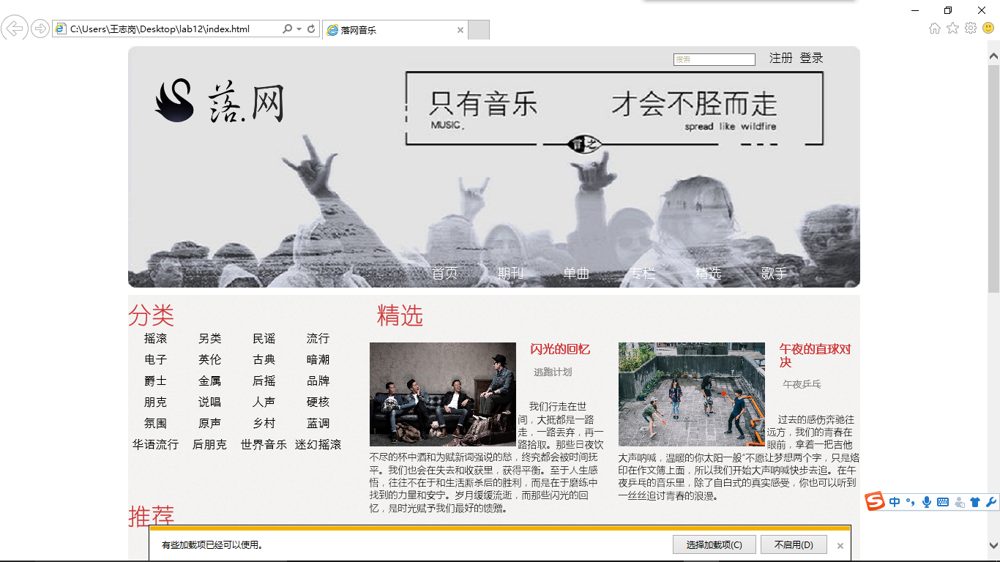 C:\Users\王志岗\Desktop\lab12\index.html
落网音乐
搜索
注册 登录
落.网
只有音乐 才会不胫而走
MUSIC. spread like wildfire
言之
首页 期刊 单曲 专栏 精选 歌手
分类
摇滚 另类 民谣 流行
电子 英伦 古典 暗潮
爵士 金属 后摇 品牌
朋克 说唱 人声 硬核
氛围 原声 乡村 蓝调
华语流行 后朋克 世界音乐 迷幻摇滚
推荐
精选
闪光的回忆
逃跑计划
我们行走在世
间，大抵都是一路
走，一路丢弃，再一
路拾取。那些日夜饮
不尽的杯中酒和为赋新词强说的愁，终究都会被时间抚
平。我们也会在失去和收获里，获得平衡。至于人生感
悟，往往不在于和生活厮杀后的胜利，而是在于磨练中
找到的力量和安宁。岁月缓缓流逝，而那些闪光的回
忆，是时光赋予我们最好的馈赠。
午夜的直球对
决
午夜乒乓
过去的感伤奔驰往
远方，我们的青春在
眼前，拿着一把吉他
大声呐喊，温暖的你太阳一般“不愿让梦想两个字，只是烙
印在作文簿上面，所以我们开始大声呐喊快步去追。在午
夜乒乓的音乐里，除了自白式的真实感受，你也可以听到
一丝丝追讨青春的浪漫。
有些加载项已经可以使用。
选择加载项(C) 不启用(D)
中